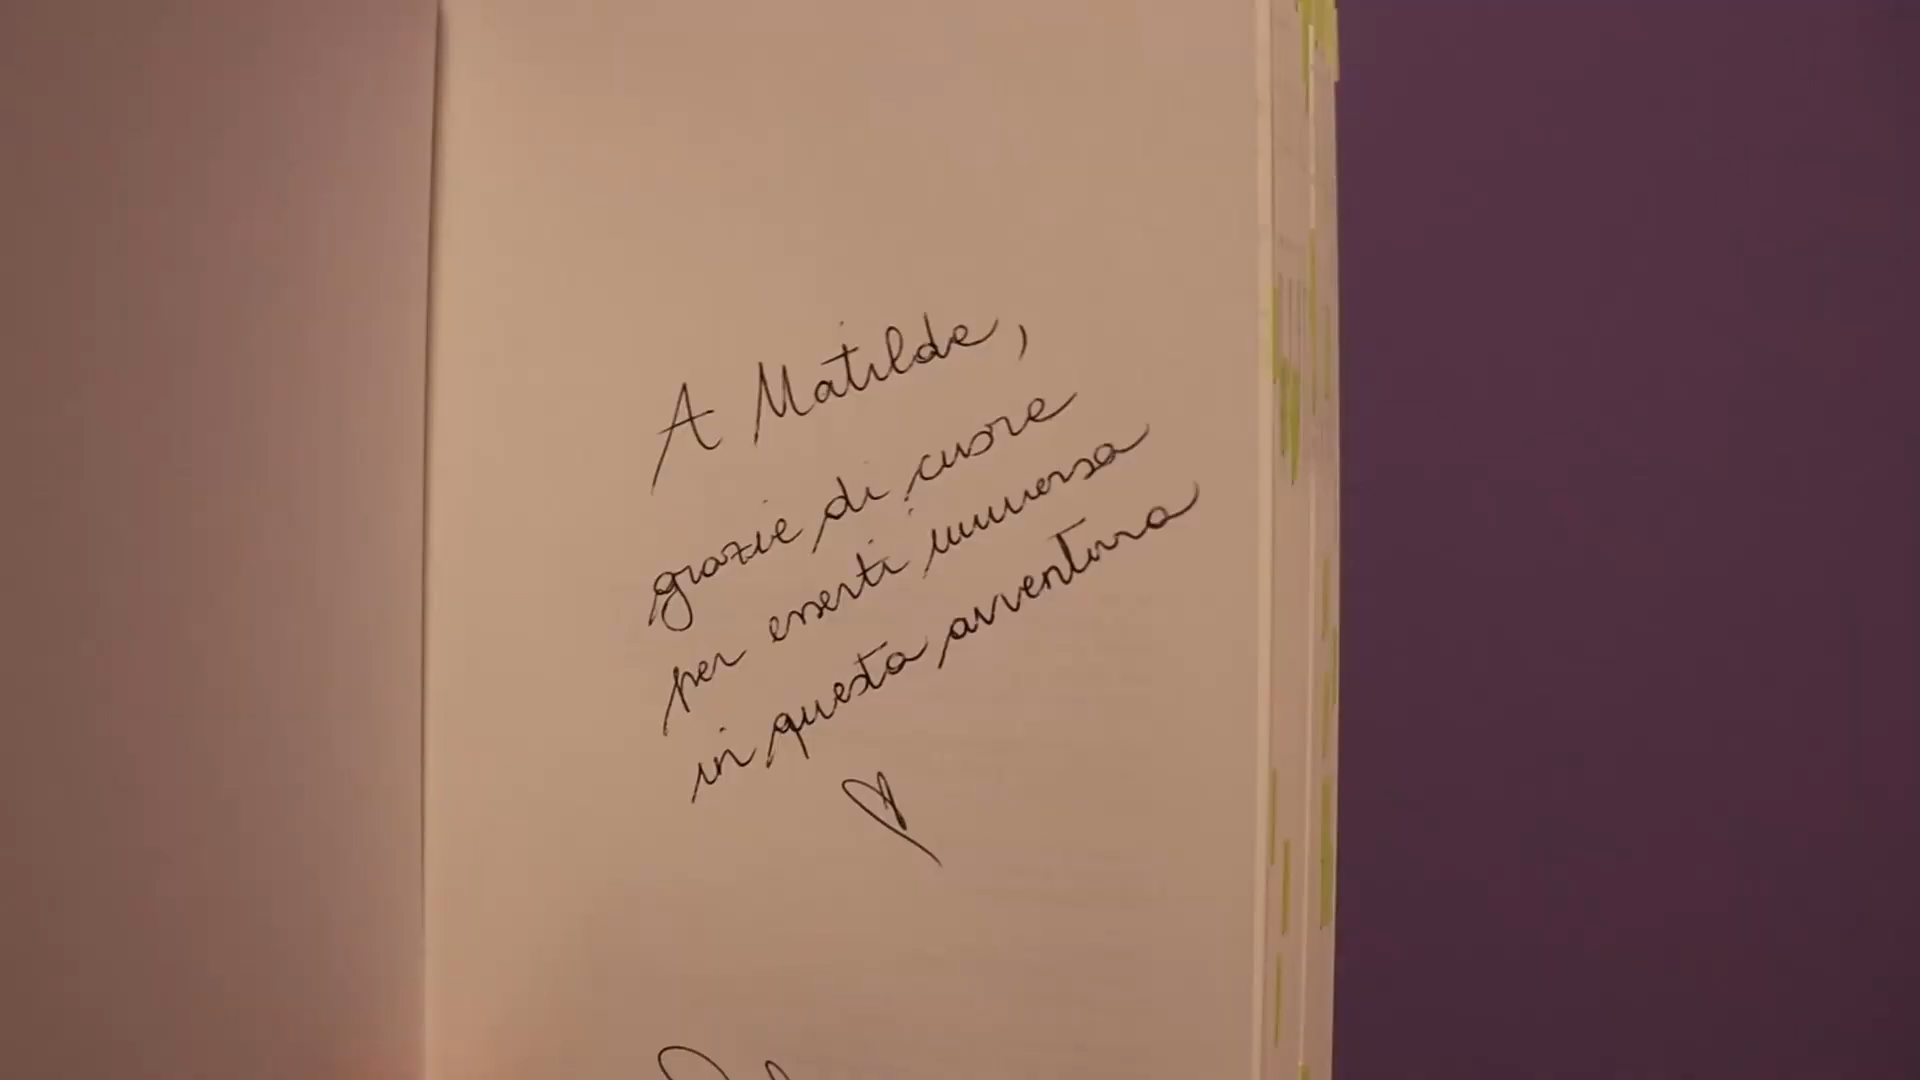 A Matilde,
grazie di cuore
per esserti immersa
in questa avventura